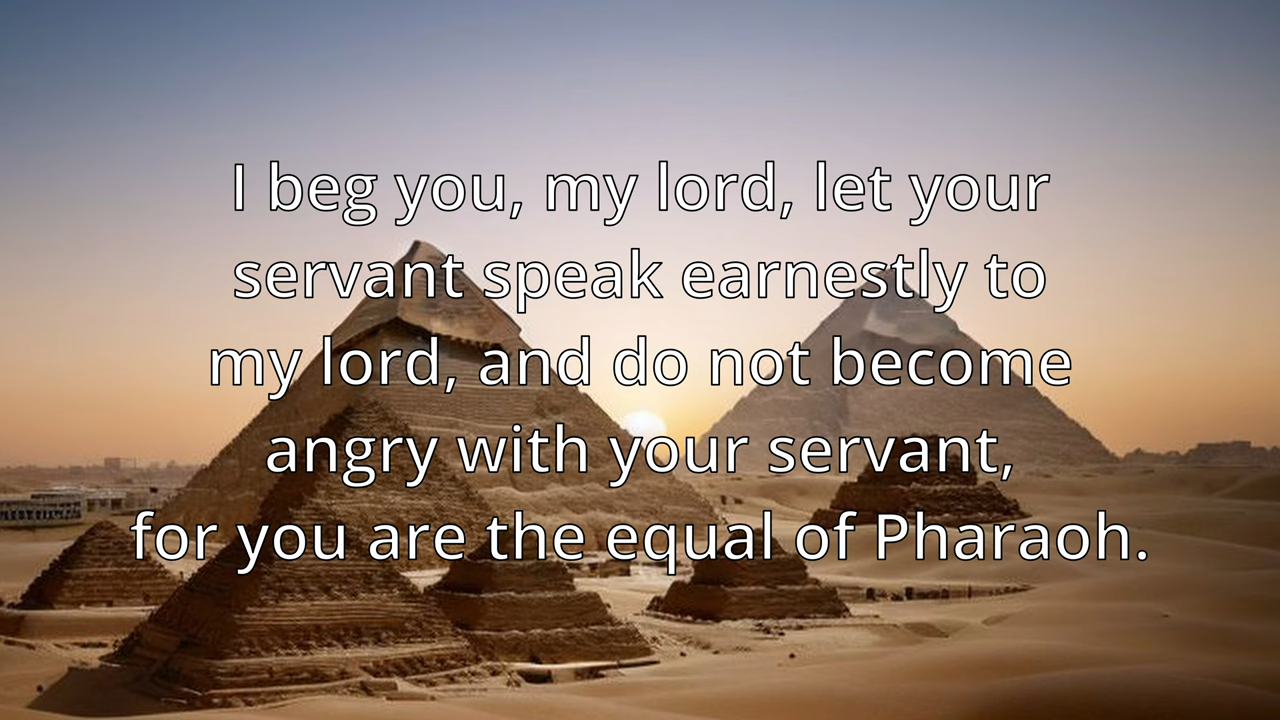 I beg you, my lord, let your
servant speak earnestly to
my lord, and do not become
angry with your servant,
for you are the equal of Pharaoh.